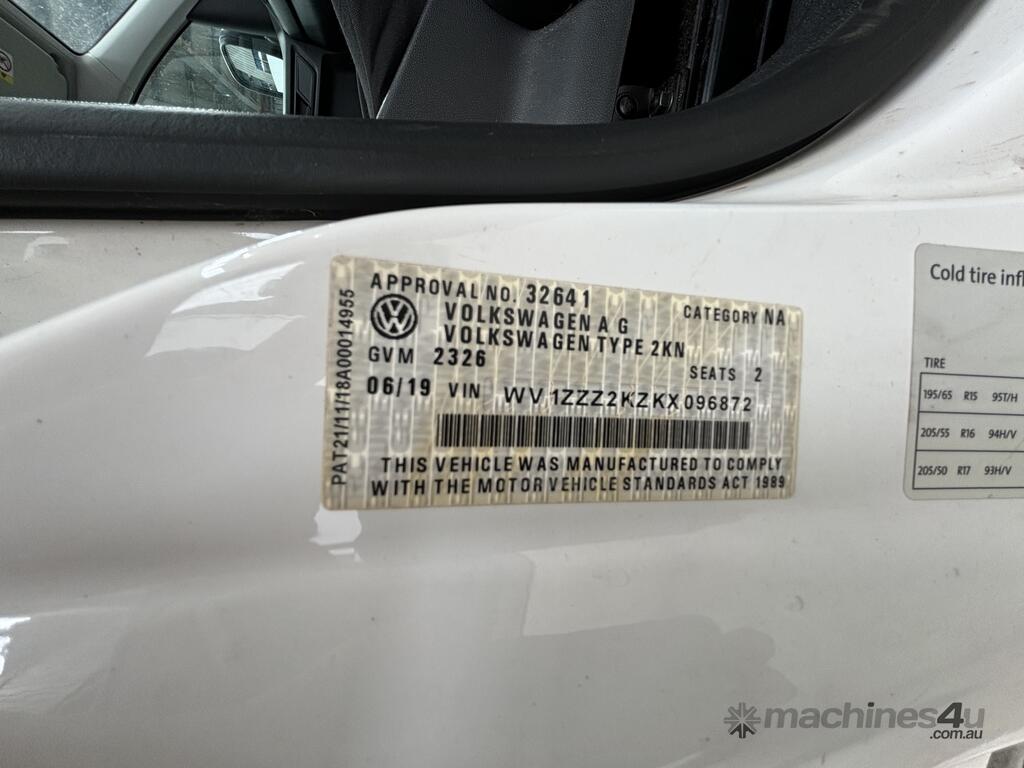 APPROVAL NO. 32641
CATEGORY NA
VOLKSWAGEN A G
VOLKSWAGEN TYPE 2KN
GVM 2326
SEATS 2
06/19 VIN WV1ZZZ2KZKX096872
THIS VEHICLE WAS MANUFACTURED TO COMPLY
WITH THE MOTOR VEHICLE STANDARDS ACT 1989
PAT21/11/18A00014955
Cold tire infl
TIRE
195/65 R15 95T/H
205/55 R16 94H/V
205/50 R17 93H/V
machines4u
.com.au